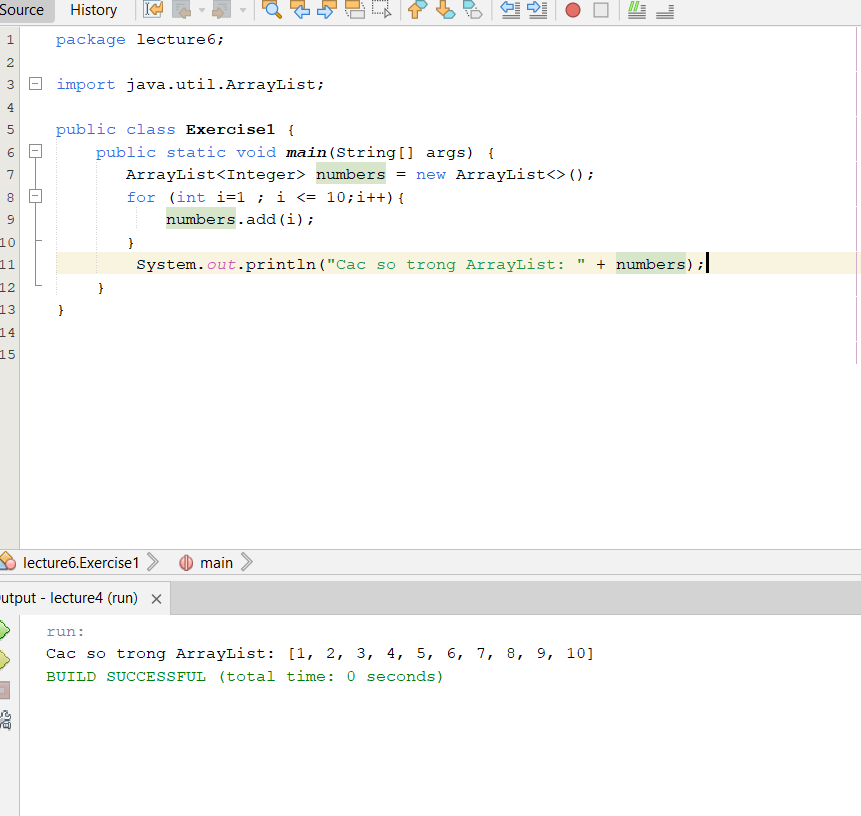 Source History
1 package lecture6;
2
3 import java.util.ArrayList;
4
5 public class Exercise1 {
6 public static void main(String[] args) {
7 ArrayList<Integer> numbers = new ArrayList<>();
8 for (int i=1 ; i <= 10;i++){
9 numbers.add(i);
10 }
11 System.out.println("Cac so trong ArrayList: " + numbers);
12 }
13 }
14
15
lecture6.Exercise1 main
utput - lecture4 (run)
run:
Cac so trong ArrayList: [1, 2, 3, 4, 5, 6, 7, 8, 9, 10]
BUILD SUCCESSFUL (total time: 0 seconds)